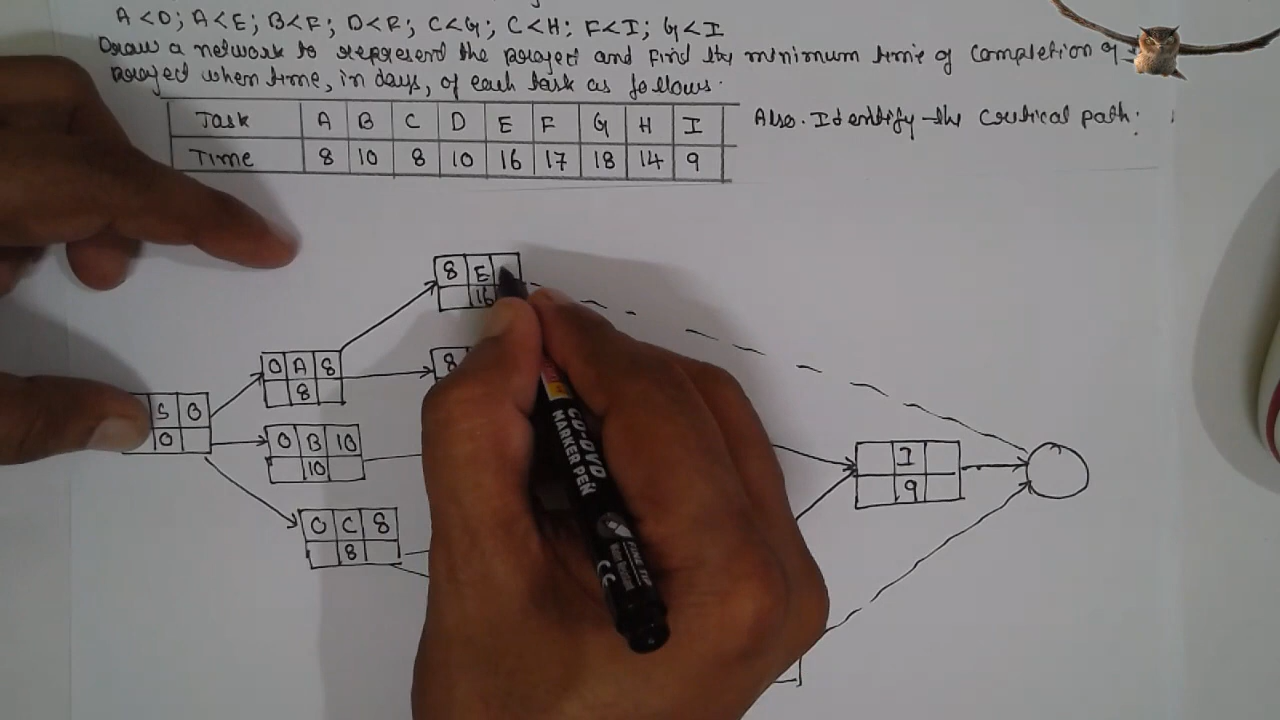 A<D; A<E; B<F; D<F; C<G; C<H; F<I; G<I
Draw a network to represent the project and find the minimum time of completion of
project when time, in days, of each task as follows.
Task A B C D E F G H I
Time 8 10 8 10 16 17 18 14 9
Also. Identify the critical path:
8 E
16
0 A 8
8
8
S 0
0
0 B 10
10
I
9
0 C 8
8
CD-DVD
MARKER PEN
FINE TIP